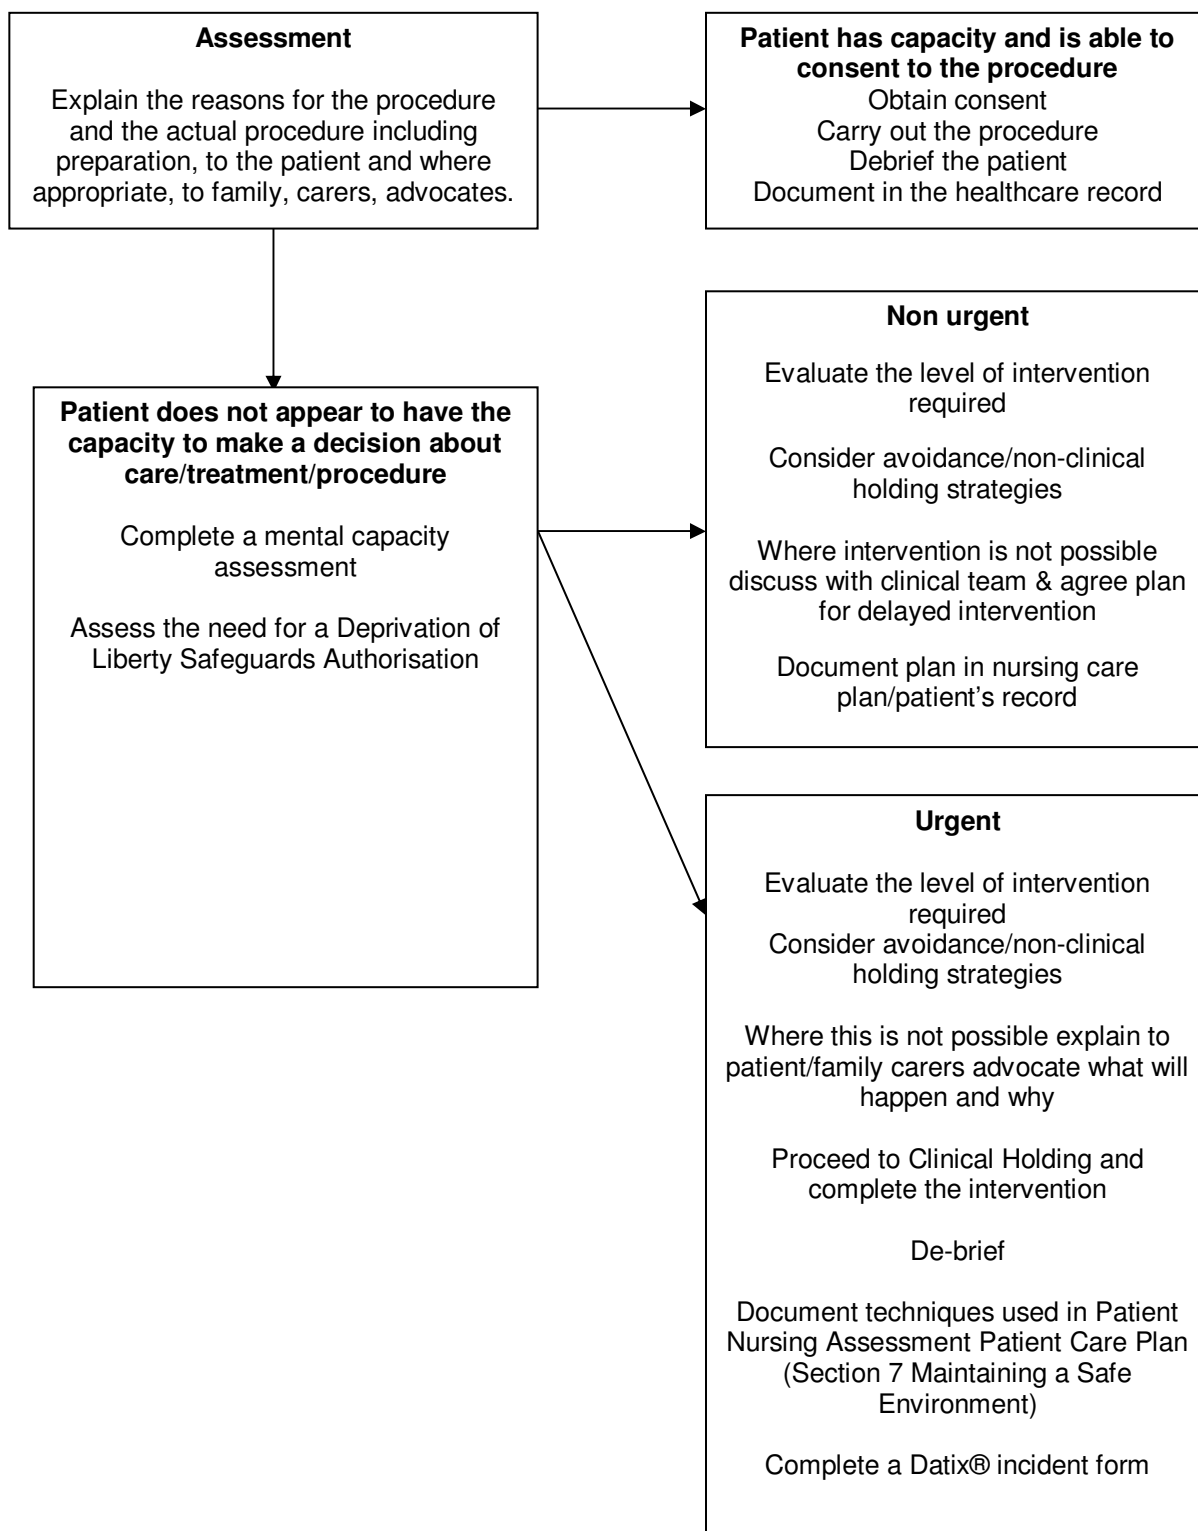 Assessment
Explain the reasons for the procedure
and the actual procedure including
preparation, to the patient and where
appropriate, to family, carers, advocates.
Patient has capacity and is able to
consent to the procedure
Obtain consent
Carry out the procedure
Debrief the patient
Document in the healthcare record
Patient does not appear to have the
capacity to make a decision about
care/treatment/procedure
Complete a mental capacity
assessment
Assess the need for a Deprivation of
Liberty Safeguards Authorisation
Non urgent
Evaluate the level of intervention
required
Consider avoidance/non-clinical
holding strategies
Where intervention is not possible
discuss with clinical team & agree plan
for delayed intervention
Document plan in nursing care
plan/patient’s record
Urgent
Evaluate the level of intervention
required
Consider avoidance/non-clinical
holding strategies
Where this is not possible explain to
patient/family carers advocate what will
happen and why
Proceed to Clinical Holding and
complete the intervention
De-brief
Document techniques used in Patient
Nursing Assessment Patient Care Plan
(Section 7 Maintaining a Safe
Environment)
Complete a Datix® incident form